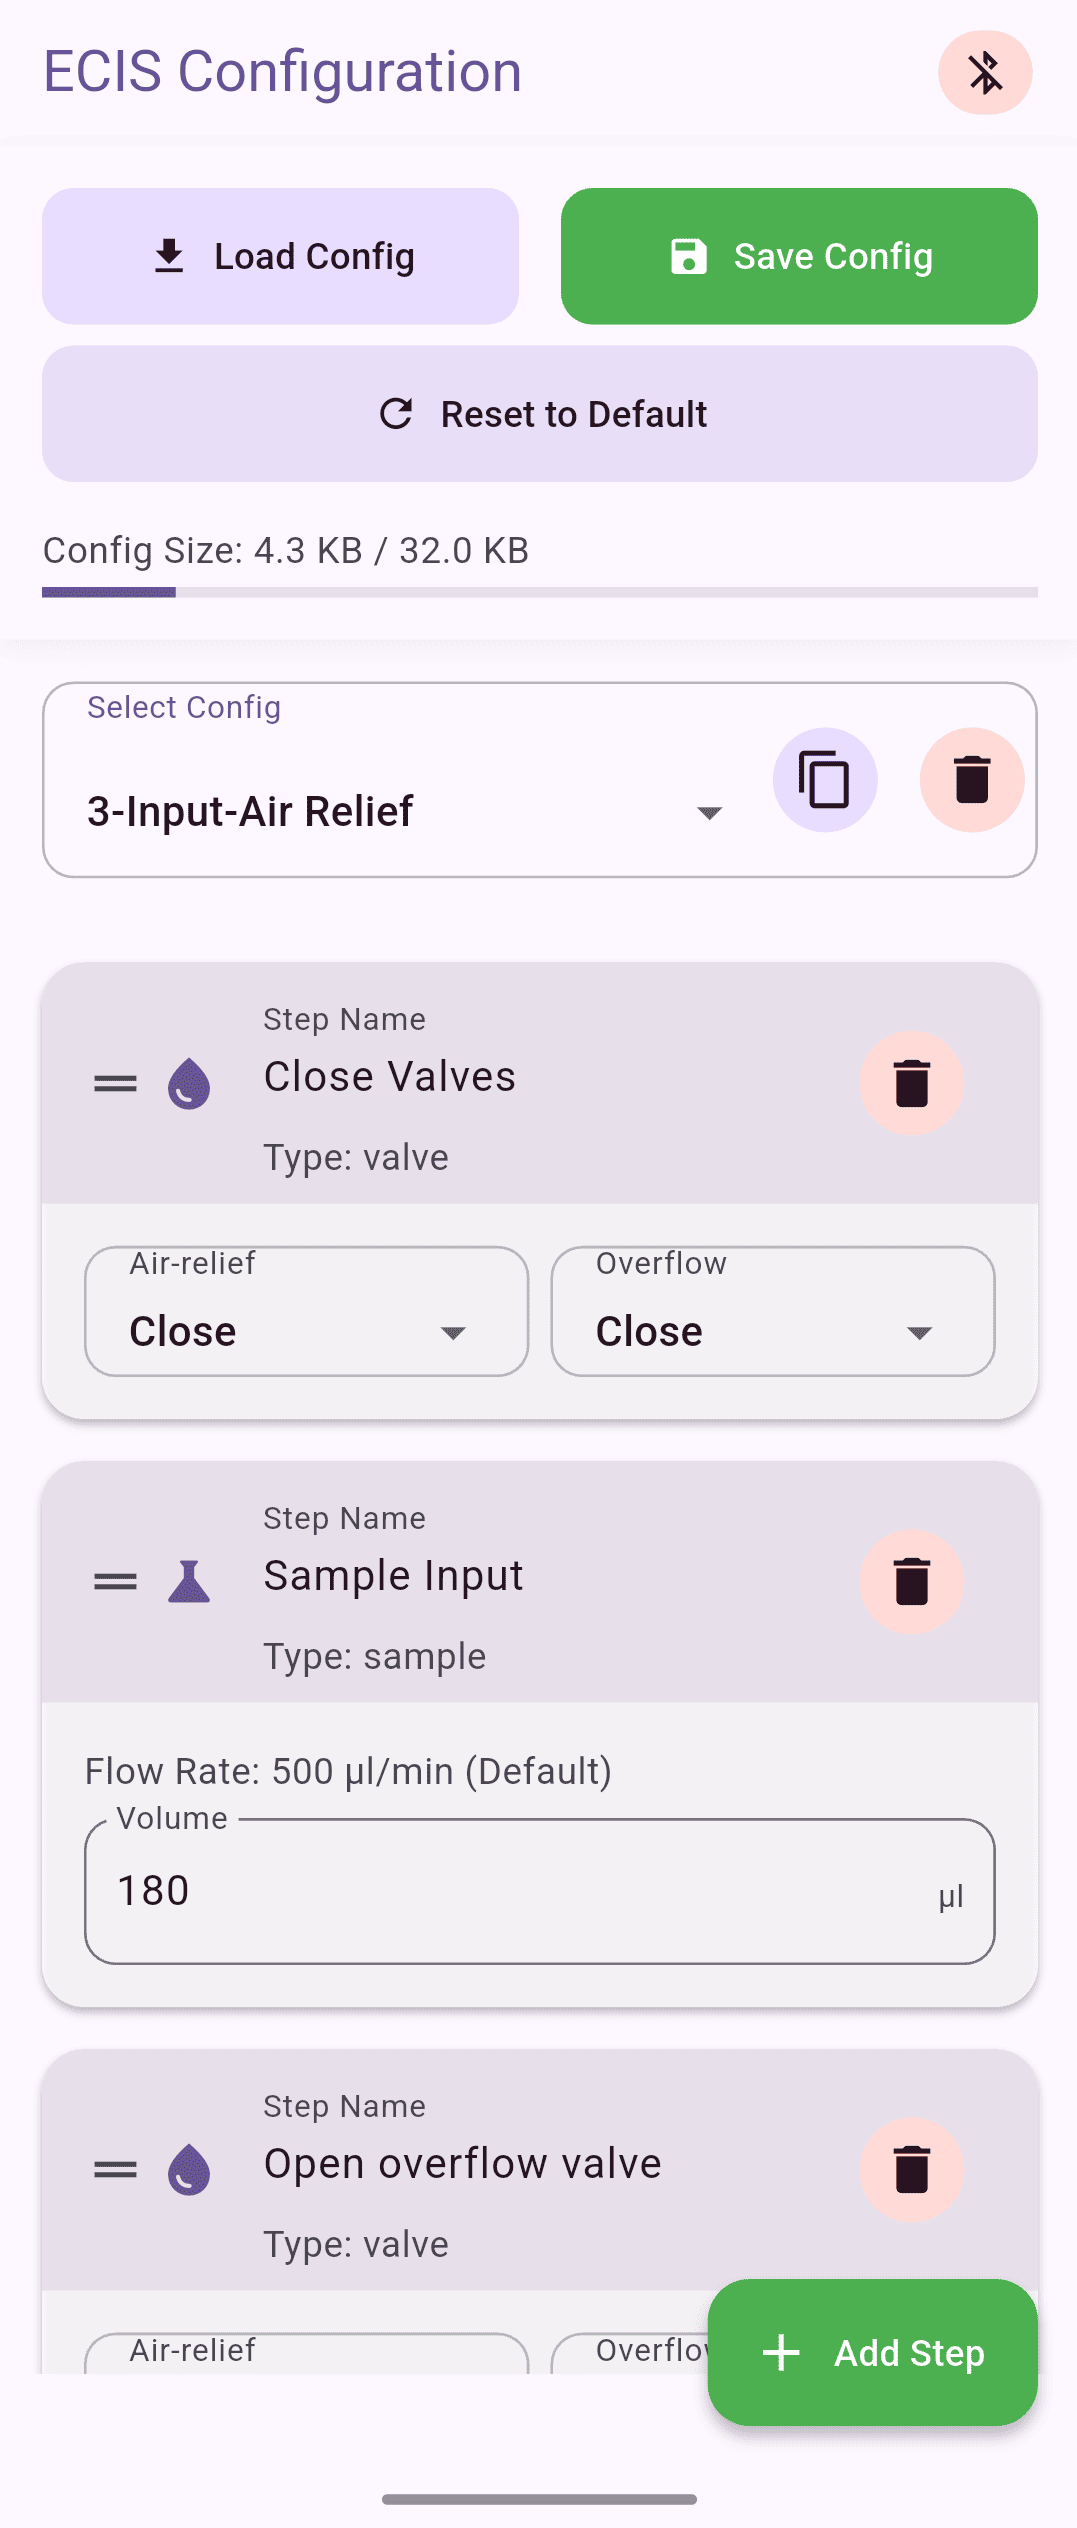 ECIS Configuration
Load Config
Save Config
Reset to Default
Config Size: 4.3 KB / 32.0 KB
Select Config
3-Input-Air Relief
Step Name
Close Valves
Type: valve
Air-relief
Overflow
Close
Close
Step Name
Sample Input
Type: sample
Flow Rate: 500 µl/min (Default)
Volume
180
µl
Step Name
Open overflow valve
Type: valve
Air-relief
Add Step